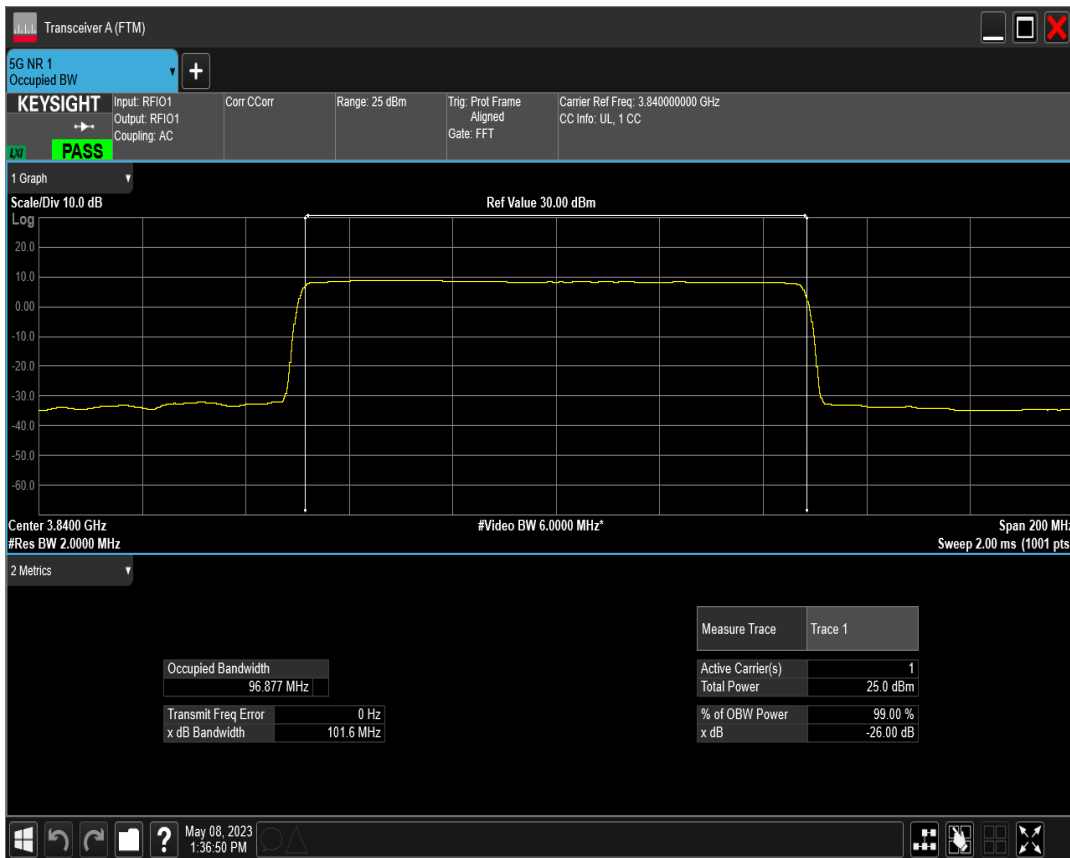 Transceiver A (FTM)
5G NR 1
Occupied BW
+
KEYSIGHT
LXI
PASS
Input: RFIO1
Output: RFIO1
Coupling: AC
Corr CCorr
Range: 25 dBm
Trig: Prot Frame
Aligned
Gate: FFT
Carrier Ref Freq: 3.840000000 GHz
CC Info: UL, 1 CC
1 Graph
Scale/Div 10.0 dB
Ref Value 30.00 dBm
Log
20.0
10.0
0.00
-10.0
-20.0
-30.0
-40.0
-50.0
-60.0
Center 3.8400 GHz
#Video BW 6.0000 MHz*
Span 200 MHz
#Res BW 2.0000 MHz
Sweep 2.00 ms (1001 pts
2 Metrics
Measure Trace Trace 1
Occupied Bandwidth
96.877 MHz
Active Carrier(s) 1
Total Power 25.0 dBm
Transmit Freq Error 0 Hz
x dB Bandwidth 101.6 MHz
% of OBW Power 99.00 %
x dB -26.00 dB
?
May 08, 2023
1:36:50 PM